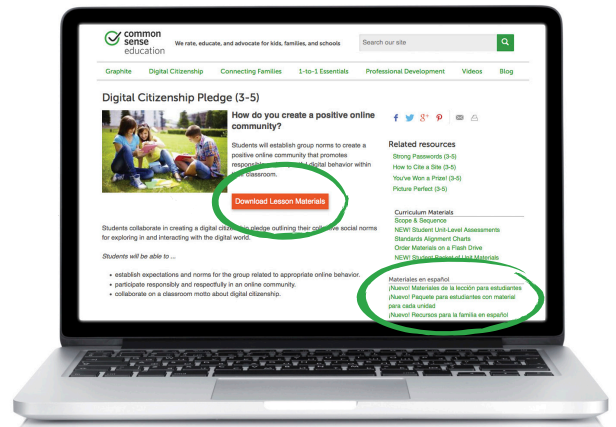 common
sense
education
We rate, educate, and advocate for kids, families, and schools
Search our site
Graphite Digital Citizenship Connecting Families 1-to-1 Essentials Professional Development Videos Blog
Digital Citizenship Pledge (3-5)
How do you create a positive online
community?
Students will establish group norms to create a
positive online community that promotes
digital behavior within
classroom.
Download Lesson Materials
Students collaborate in creating a digital citizenship pledge outlining their collective social norms
for exploring in and interacting with the
digital world.
Students will be able to ...
• establish expectations and norms for the group related to appropriate online behavior.
• participate responsibly and respectfully in an online community.
• collaborate on a classroom motto about digital citizenship.
Related resources
Strong Passwords (3-5)
How to Cite a Site (3-5)
You've Won a Prize! (3-5)
Picture Perfect (3-5)
Curriculum Materials
Scope & Sequence
NEW! Student Unit-Level Assessments
Standards Alignment
Charts
Order Materials on a
Flash Drive
NEW! Student Packet of Unit Materials
Materiales en español
¡Nuevo! Materiales de la lección para estudiantes
¡Nuevo! Paquete para estudiantes con material
para cada unidad
¡Nuevo! Recursos para la familia en español